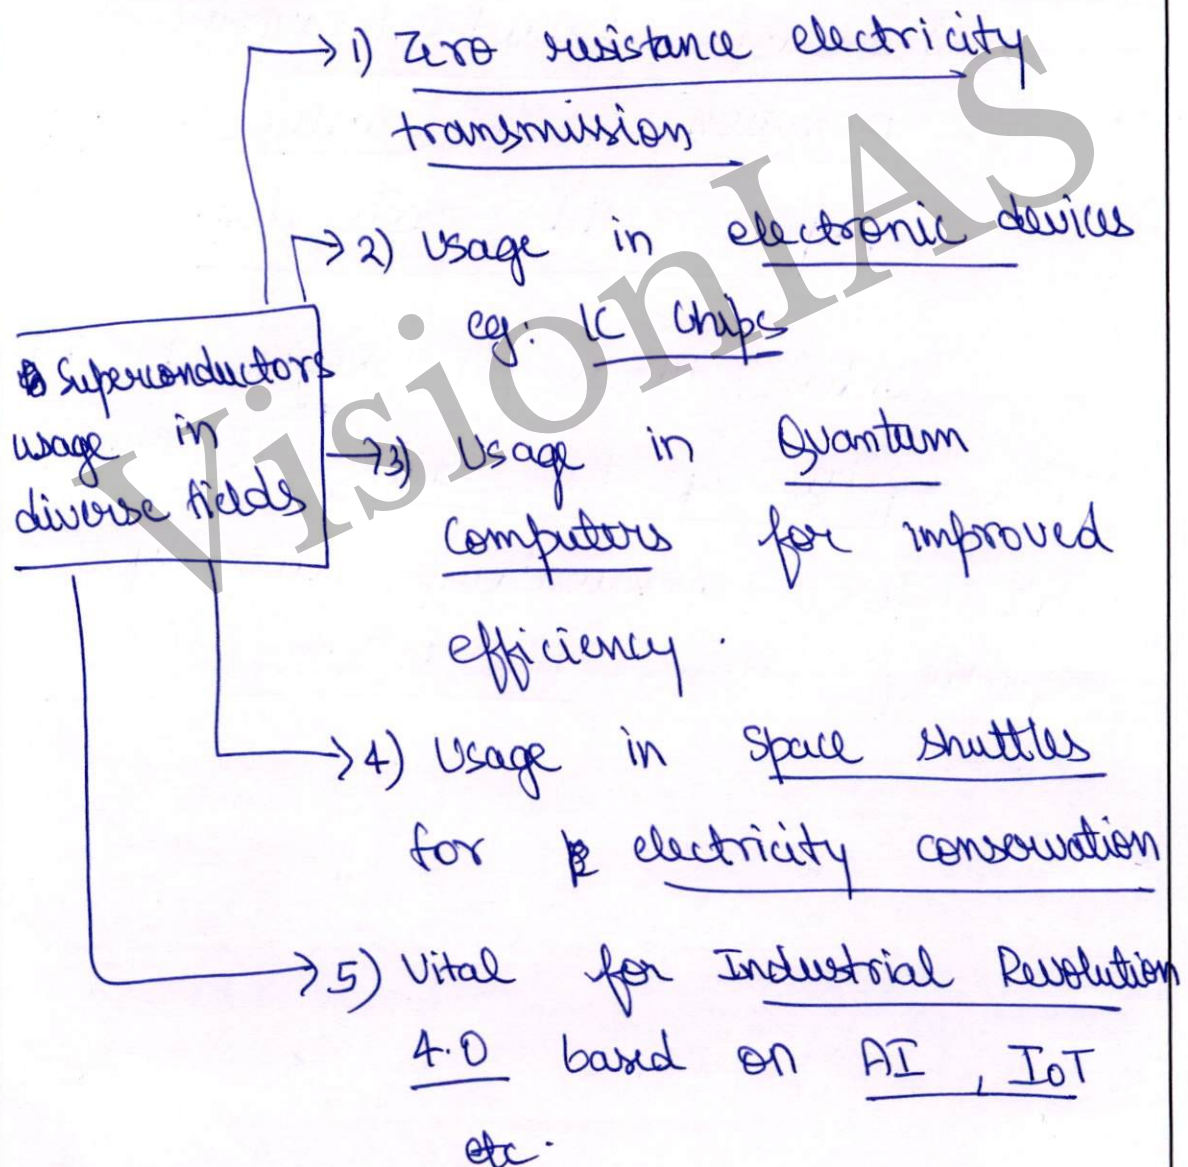 1) Zero resistance electricity
transmission
2) Usage in electronic devices
eg. IC Chips
Superconductors
usage in
diverse fields
3) Usage in Quantum
Computers for improved
efficiency.
4) Usage in space shuttles
for electricity conservation
5) Vital for Industrial Revolution
4.0 based on AI, IoT
etc.
VisionIAS